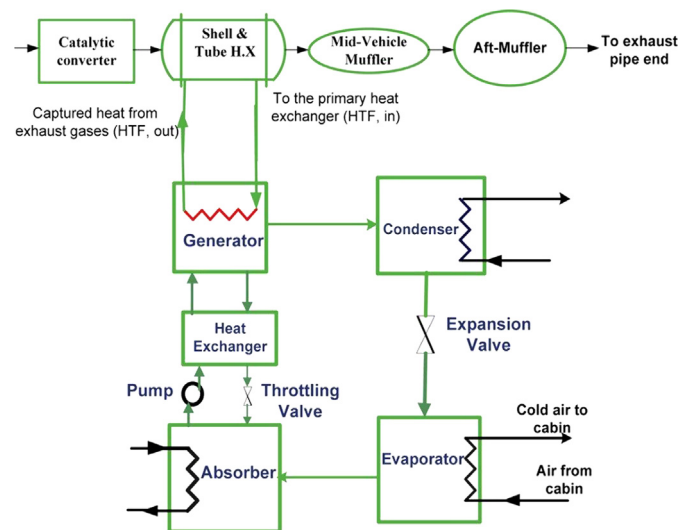 Catalytic
converter
Shell &
Tube H.X
Mid-Vehicle
Muffler
Aft-Muffler
To exhaust
pipe end
Captured heat from
exhaust gases (HTF, out)
To the primary heat
exchanger (HTF, in)
Generator
Condenser
Heat
Exchanger
Expansion
Valve
Pump
Throttling
Valve
Absorber
Evaporator
Cold air to
cabin
Air from
cabin